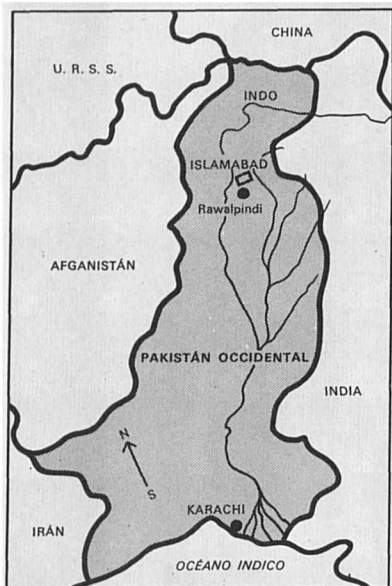 CHINA
U. R. S. S.
INDO
ISLAMABAD
Rawalpindi
AFGANISTÁN
PAKISTÁN OCCIDENTAL
INDIA
N
S
KARACHI
IRÁN
OCÉANO INDICO